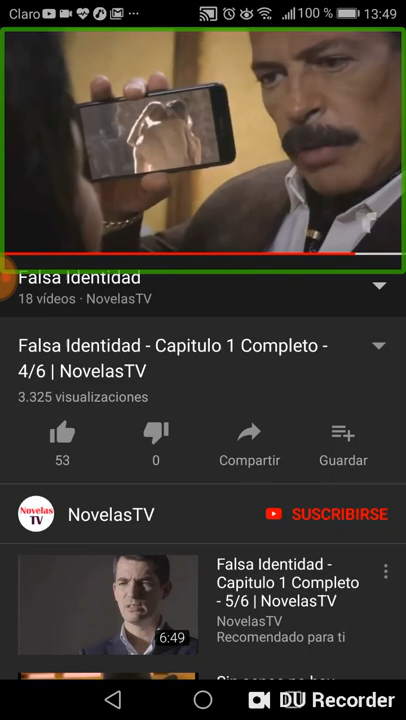 Claro 100 % 13:49
Falsa Identidad
18 vídeos · NovelasTV
Falsa Identidad - Capitulo 1 Completo -
4/6 | NovelasTV
3.325 visualizaciones
53
0
Compartir
Guardar
Novelas
TV
NovelasTV
SUSCRIBIRSE
6:49
Falsa Identidad -
Capitulo 1 Completo
- 5/6 | NovelasTV
NovelasTV
Recomendado para ti
DU Recorder